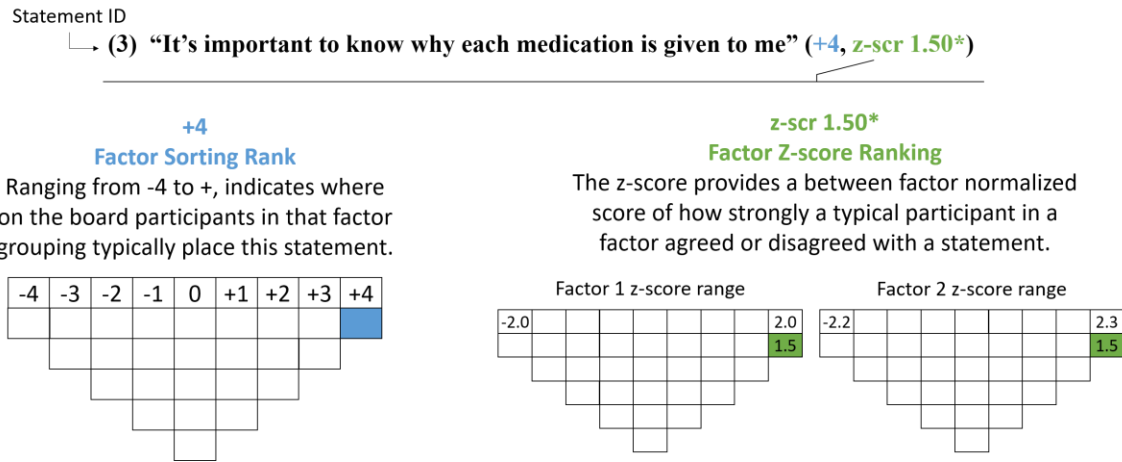 Statement ID
(3) “It’s important to know why each medication is given to me” (+4, z-scr 1.50*)
+4
Factor Sorting Rank
Ranging from -4 to +, indicates where
on the board participants in that factor
grouping typically place this statement.
-4 -3 -2 -1 0 +1 +2 +3 +4
z-scr 1.50*
Factor Z-score Ranking
The z-score provides a between factor normalized
score of how strongly a typical participant in a
factor agreed or disagreed with a statement.
Factor 1 z-score range
-2.0 2.0
1.5
Factor 2 z-score range
-2.2 2.3
1.5